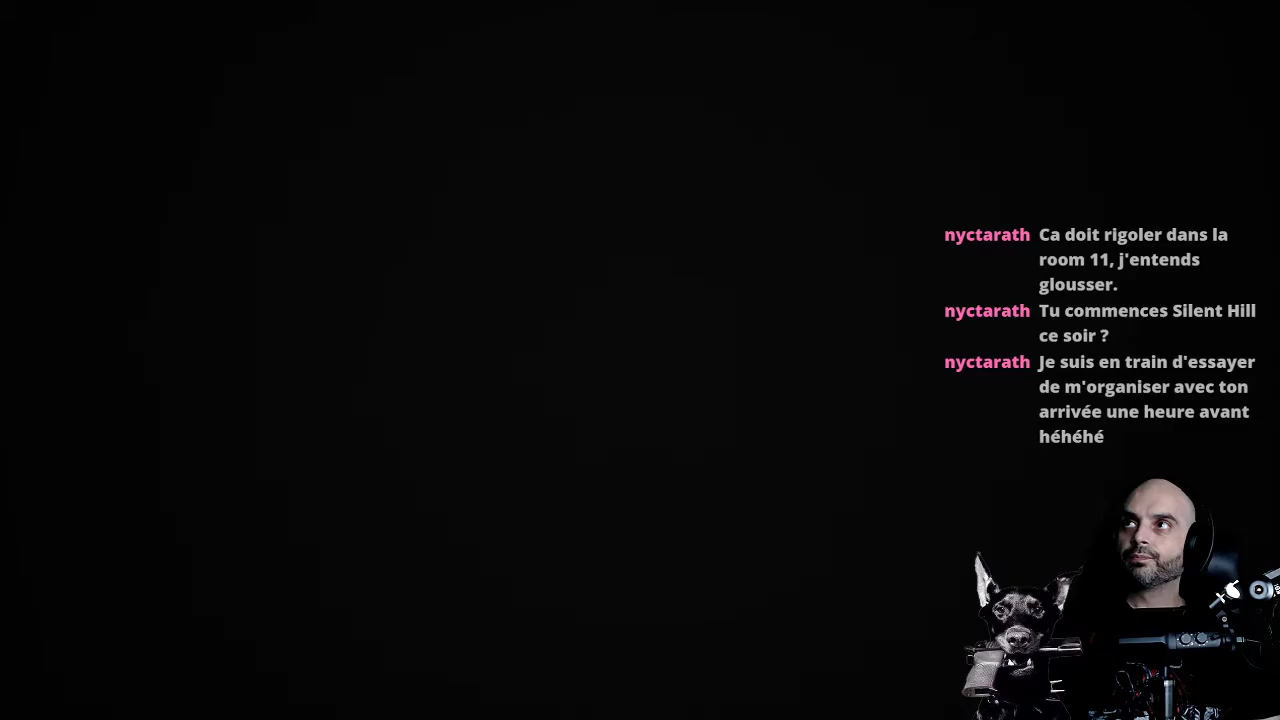 nyctarath Ca doit rigoler dans la
room 11, j'entends
glousser.
nyctarath Tu commences Silent Hill
ce soir ?
nyctarath Je suis en train d'essayer
de m'organiser avec ton
arrivée une heure avant
héhéhé